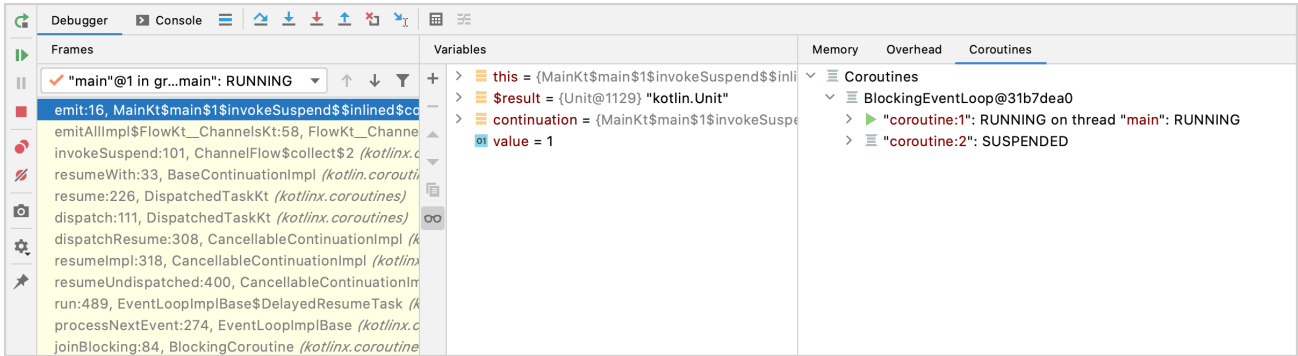 Debugger
Console
Frames
Variables
Memory
Overhead
Coroutines
"main"@1 in gr...main": RUNNING
emit:16, MainKt$main$1$invokeSuspend$$inlined$co
emitAllImpl$FlowKt__ChannelsKt:58, FlowKt__Channe
invokeSuspend:101, ChannelFlow$collect$2 (kotlinx.corou
resumeWith:33, BaseContinuationImpl (kotlin.coroutin
resume:226, DispatchedTaskKt (kotlinx.coroutines)
dispatch:111, DispatchedTaskKt (kotlinx.coroutines)
dispatchResume:308, CancellableContinuationImpl (k
resumeImpl:318, CancellableContinuationImpl (kotlinx
resumeUndispatched:400, CancellableContinuationIm
run:489, EventLoopImplBase$DelayedResumeTask (k
processNextEvent:274, EventLoopImplBase (kotlinx.c
joinBlocking:84, BlockingCoroutine (kotlinx.coroutine
this = {MainKt$main$1$invokeSuspend$$inli
$result = {Unit@1129} "kotlin.Unit"
continuation = {MainKt$main$1$invokeSuspe
01 value = 1
Coroutines
BlockingEventLoop@31b7dea0
"coroutine:1": RUNNING on thread "main": RUNNING
"coroutine:2": SUSPENDED